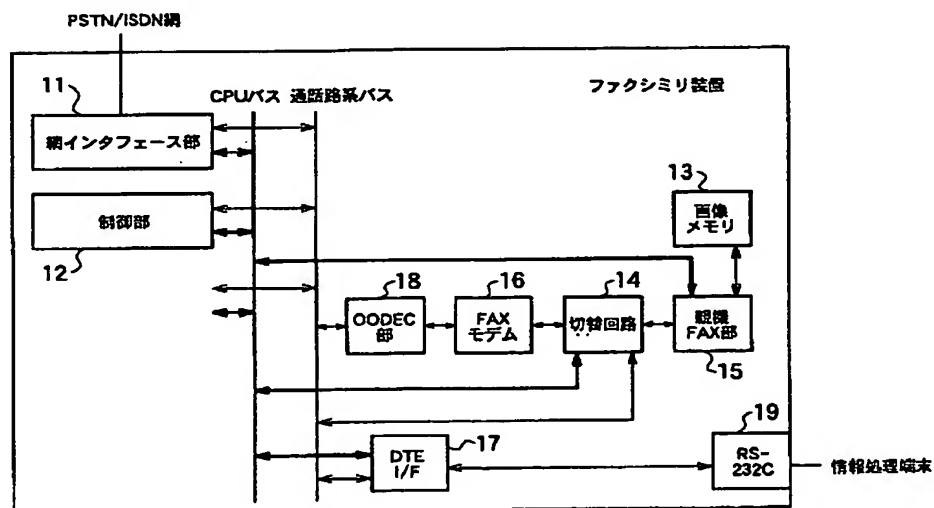 PSTN/ISDN網
11
CPUバス 通話路系バス
ファクシミリ装置
網インタフェース部
13
制御部
画像
メモリ
12
18
16
14
CODEC
部
FAX
モデム
切替回路
親機
FAX部
15
17
19
DTE
I/F
RS-
232C
情報処理端末